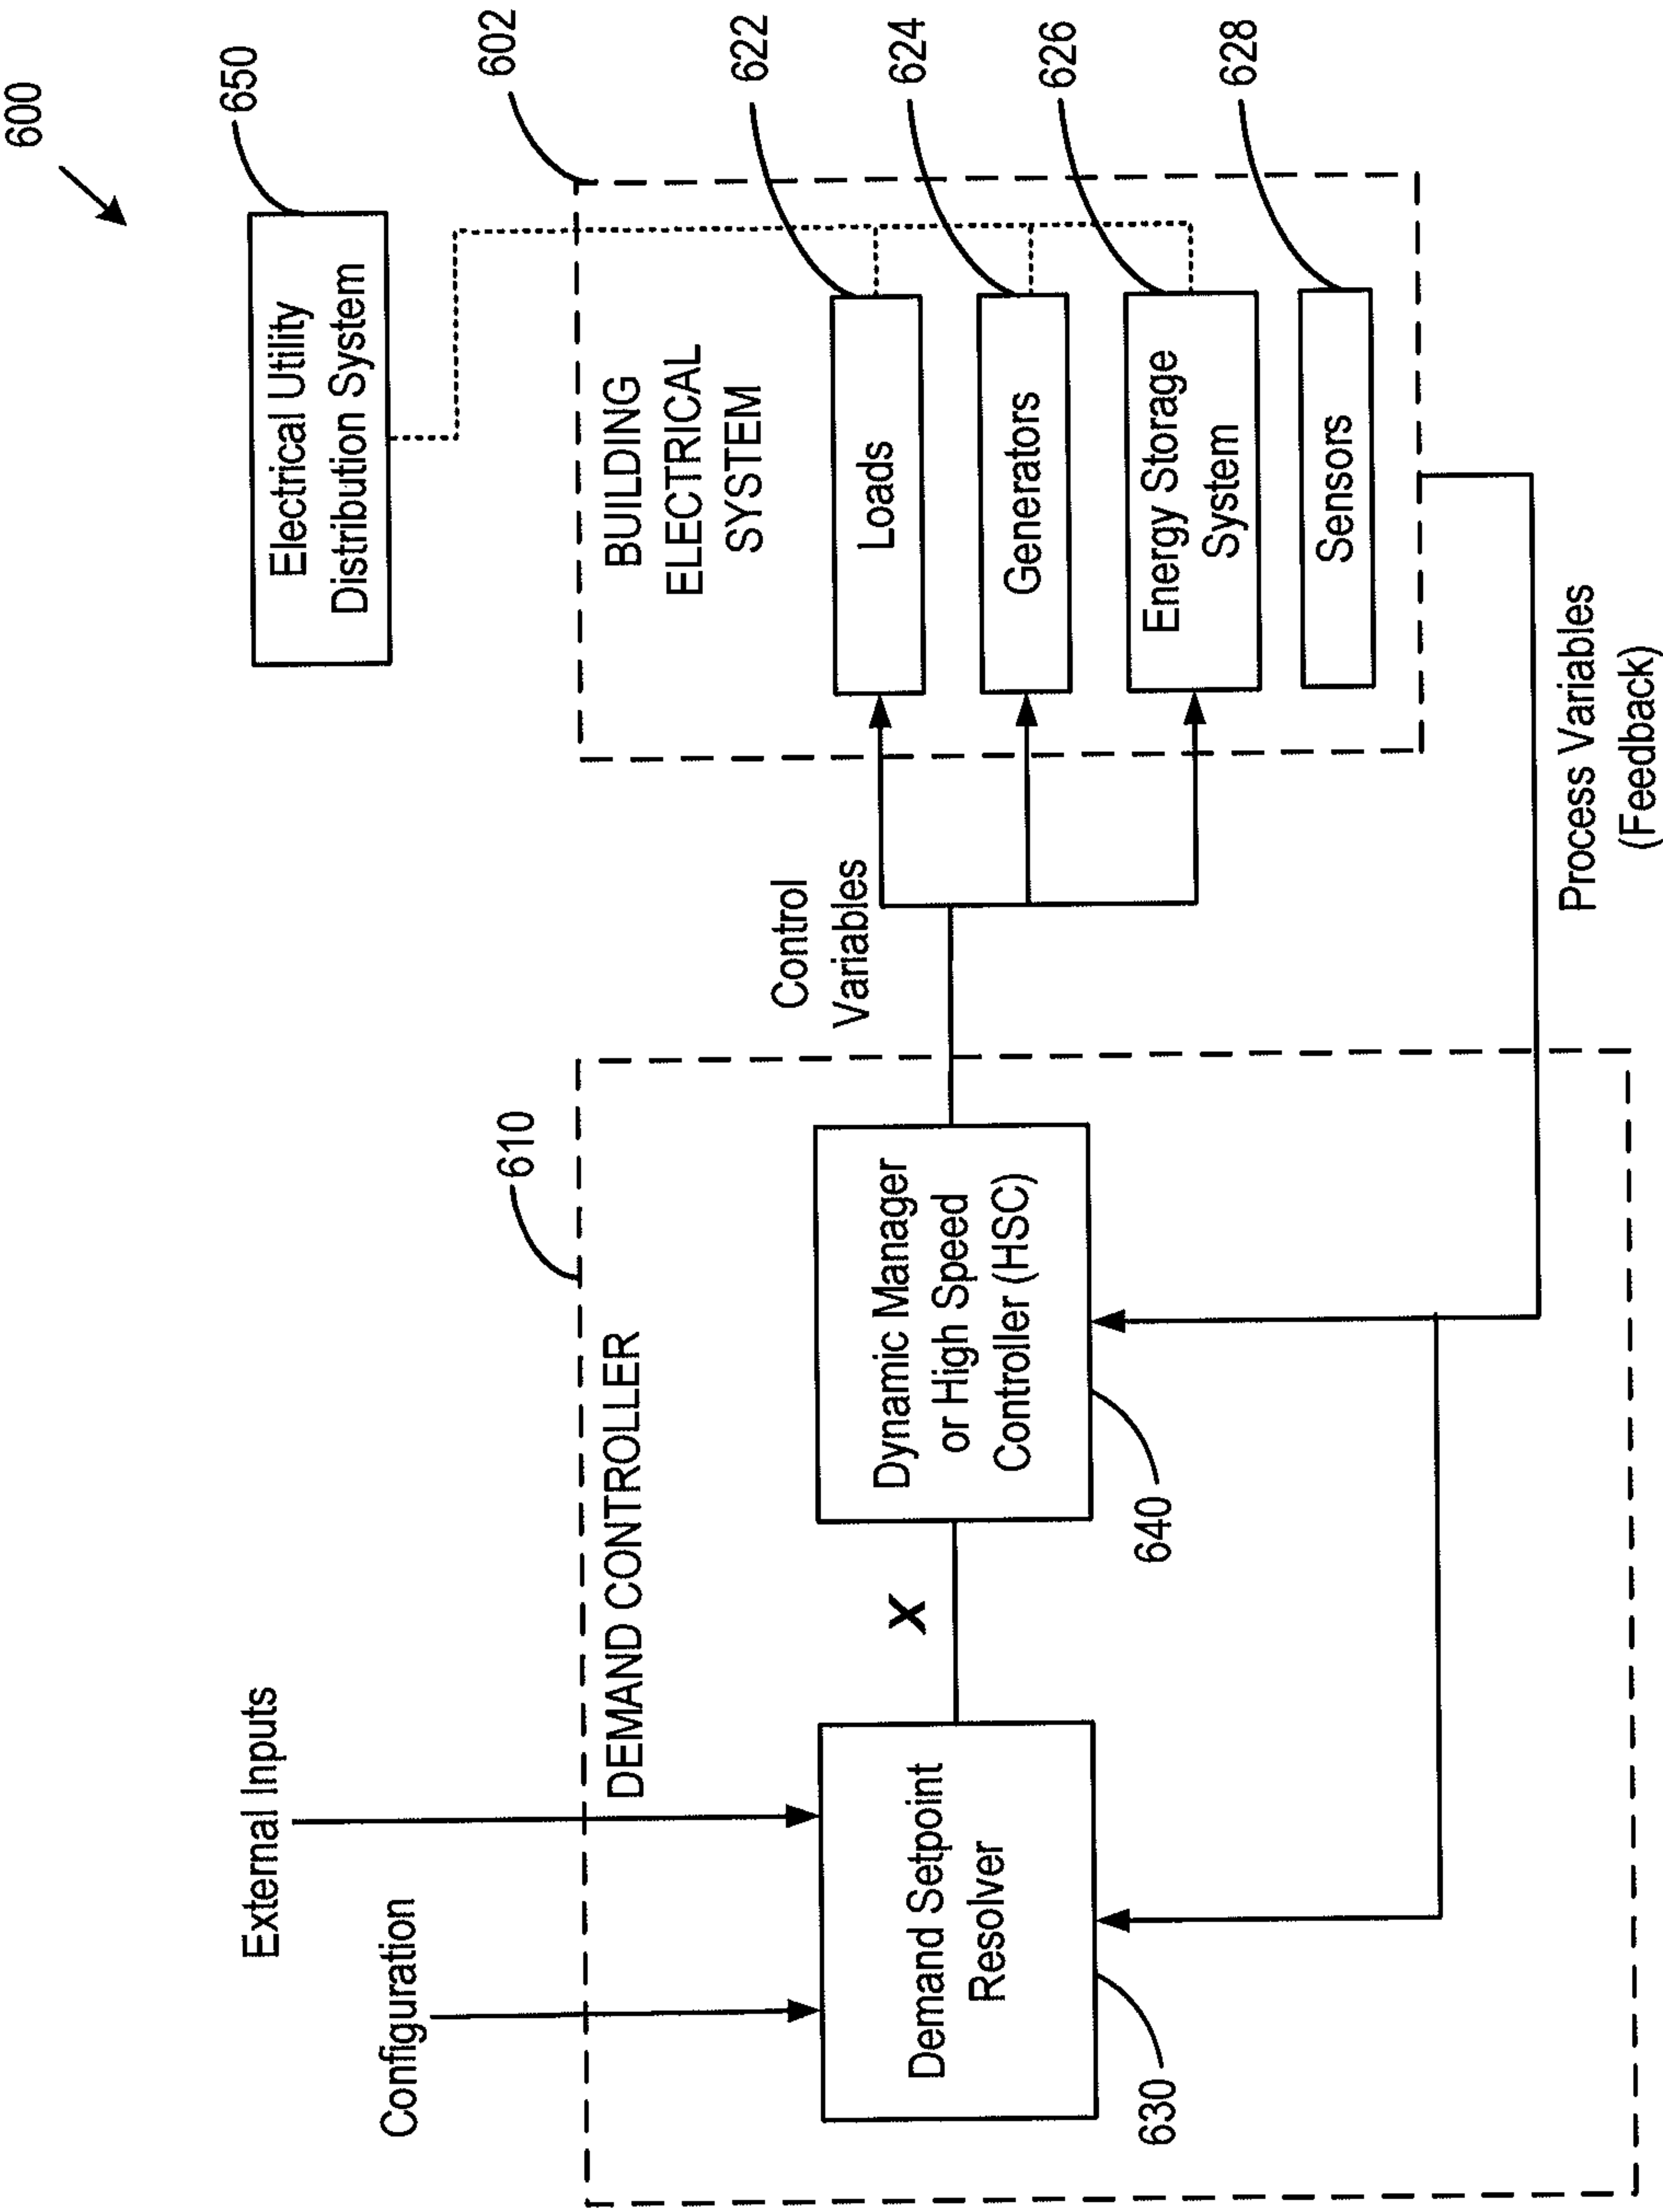 600
650
Electrical Utility
Distribution System
602
BUILDING
ELECTRICAL
SYSTEM
622
Loads
624
Generators
626
Energy Storage
System
628
Sensors
Control
Variables
Process Variables
(Feedback)
External Inputs
Configuration
610
DEMAND CONTROLLER
Demand Setpoint
Resolver
630
X
Dynamic Manager
or High Speed
Controller (HSC)
640